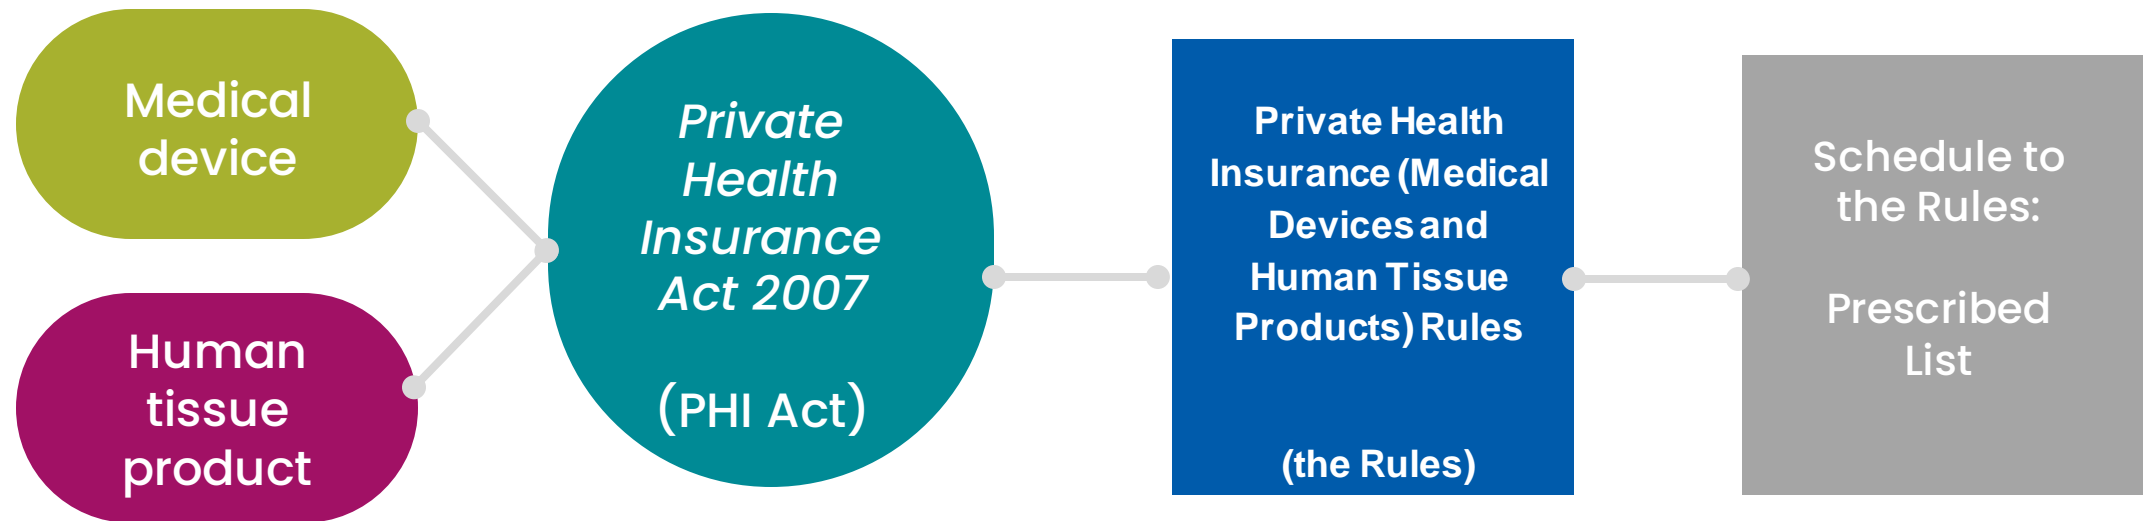 Medical
device
Human
tissue
product
Private
Health
Insurance
Act 2007
(PHI Act)
Private Health
Insurance (Medical
Devices and
Human Tissue
Products) Rules
(the Rules)
Schedule to
the Rules:
Prescribed
List